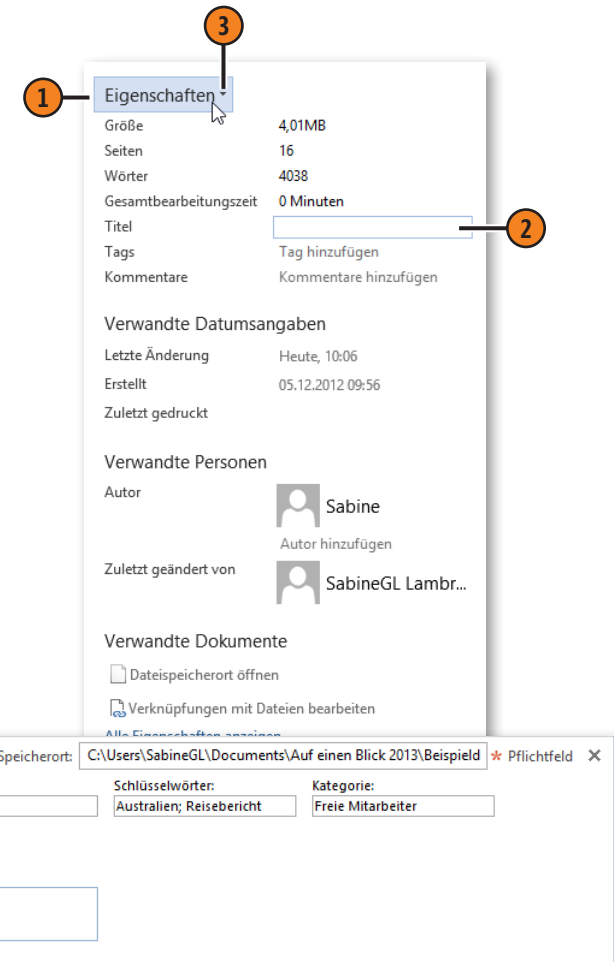 3
1
Eigenschaften
Größe 4,01MB
Seiten 16
Wörter 4038
Gesamtbearbeitungszeit 0 Minuten
Titel
2
Tags Tag hinzufügen
Kommentare Kommentare hinzufügen
Verwandte Datumsangaben
Letzte Änderung Heute, 10:06
Erstellt 05.12.2012 09:56
Zuletzt gedruckt
Verwandte Personen
Autor
Sabine
Autor hinzufügen
Zuletzt geändert von
SabineGL Lambr...
Verwandte Dokumente
Dateispeicherort öffnen
Verknüpfungen mit Dateien bearbeiten
Alle Eigenschaften anzeigen
Speicherort: C:\Users\SabineGL\Documents\Auf einen Blick 2013\Beispield * Pflichtfeld ×
Schlüsselwörter: Kategorie:
Australien; Reisebericht Freie Mitarbeiter